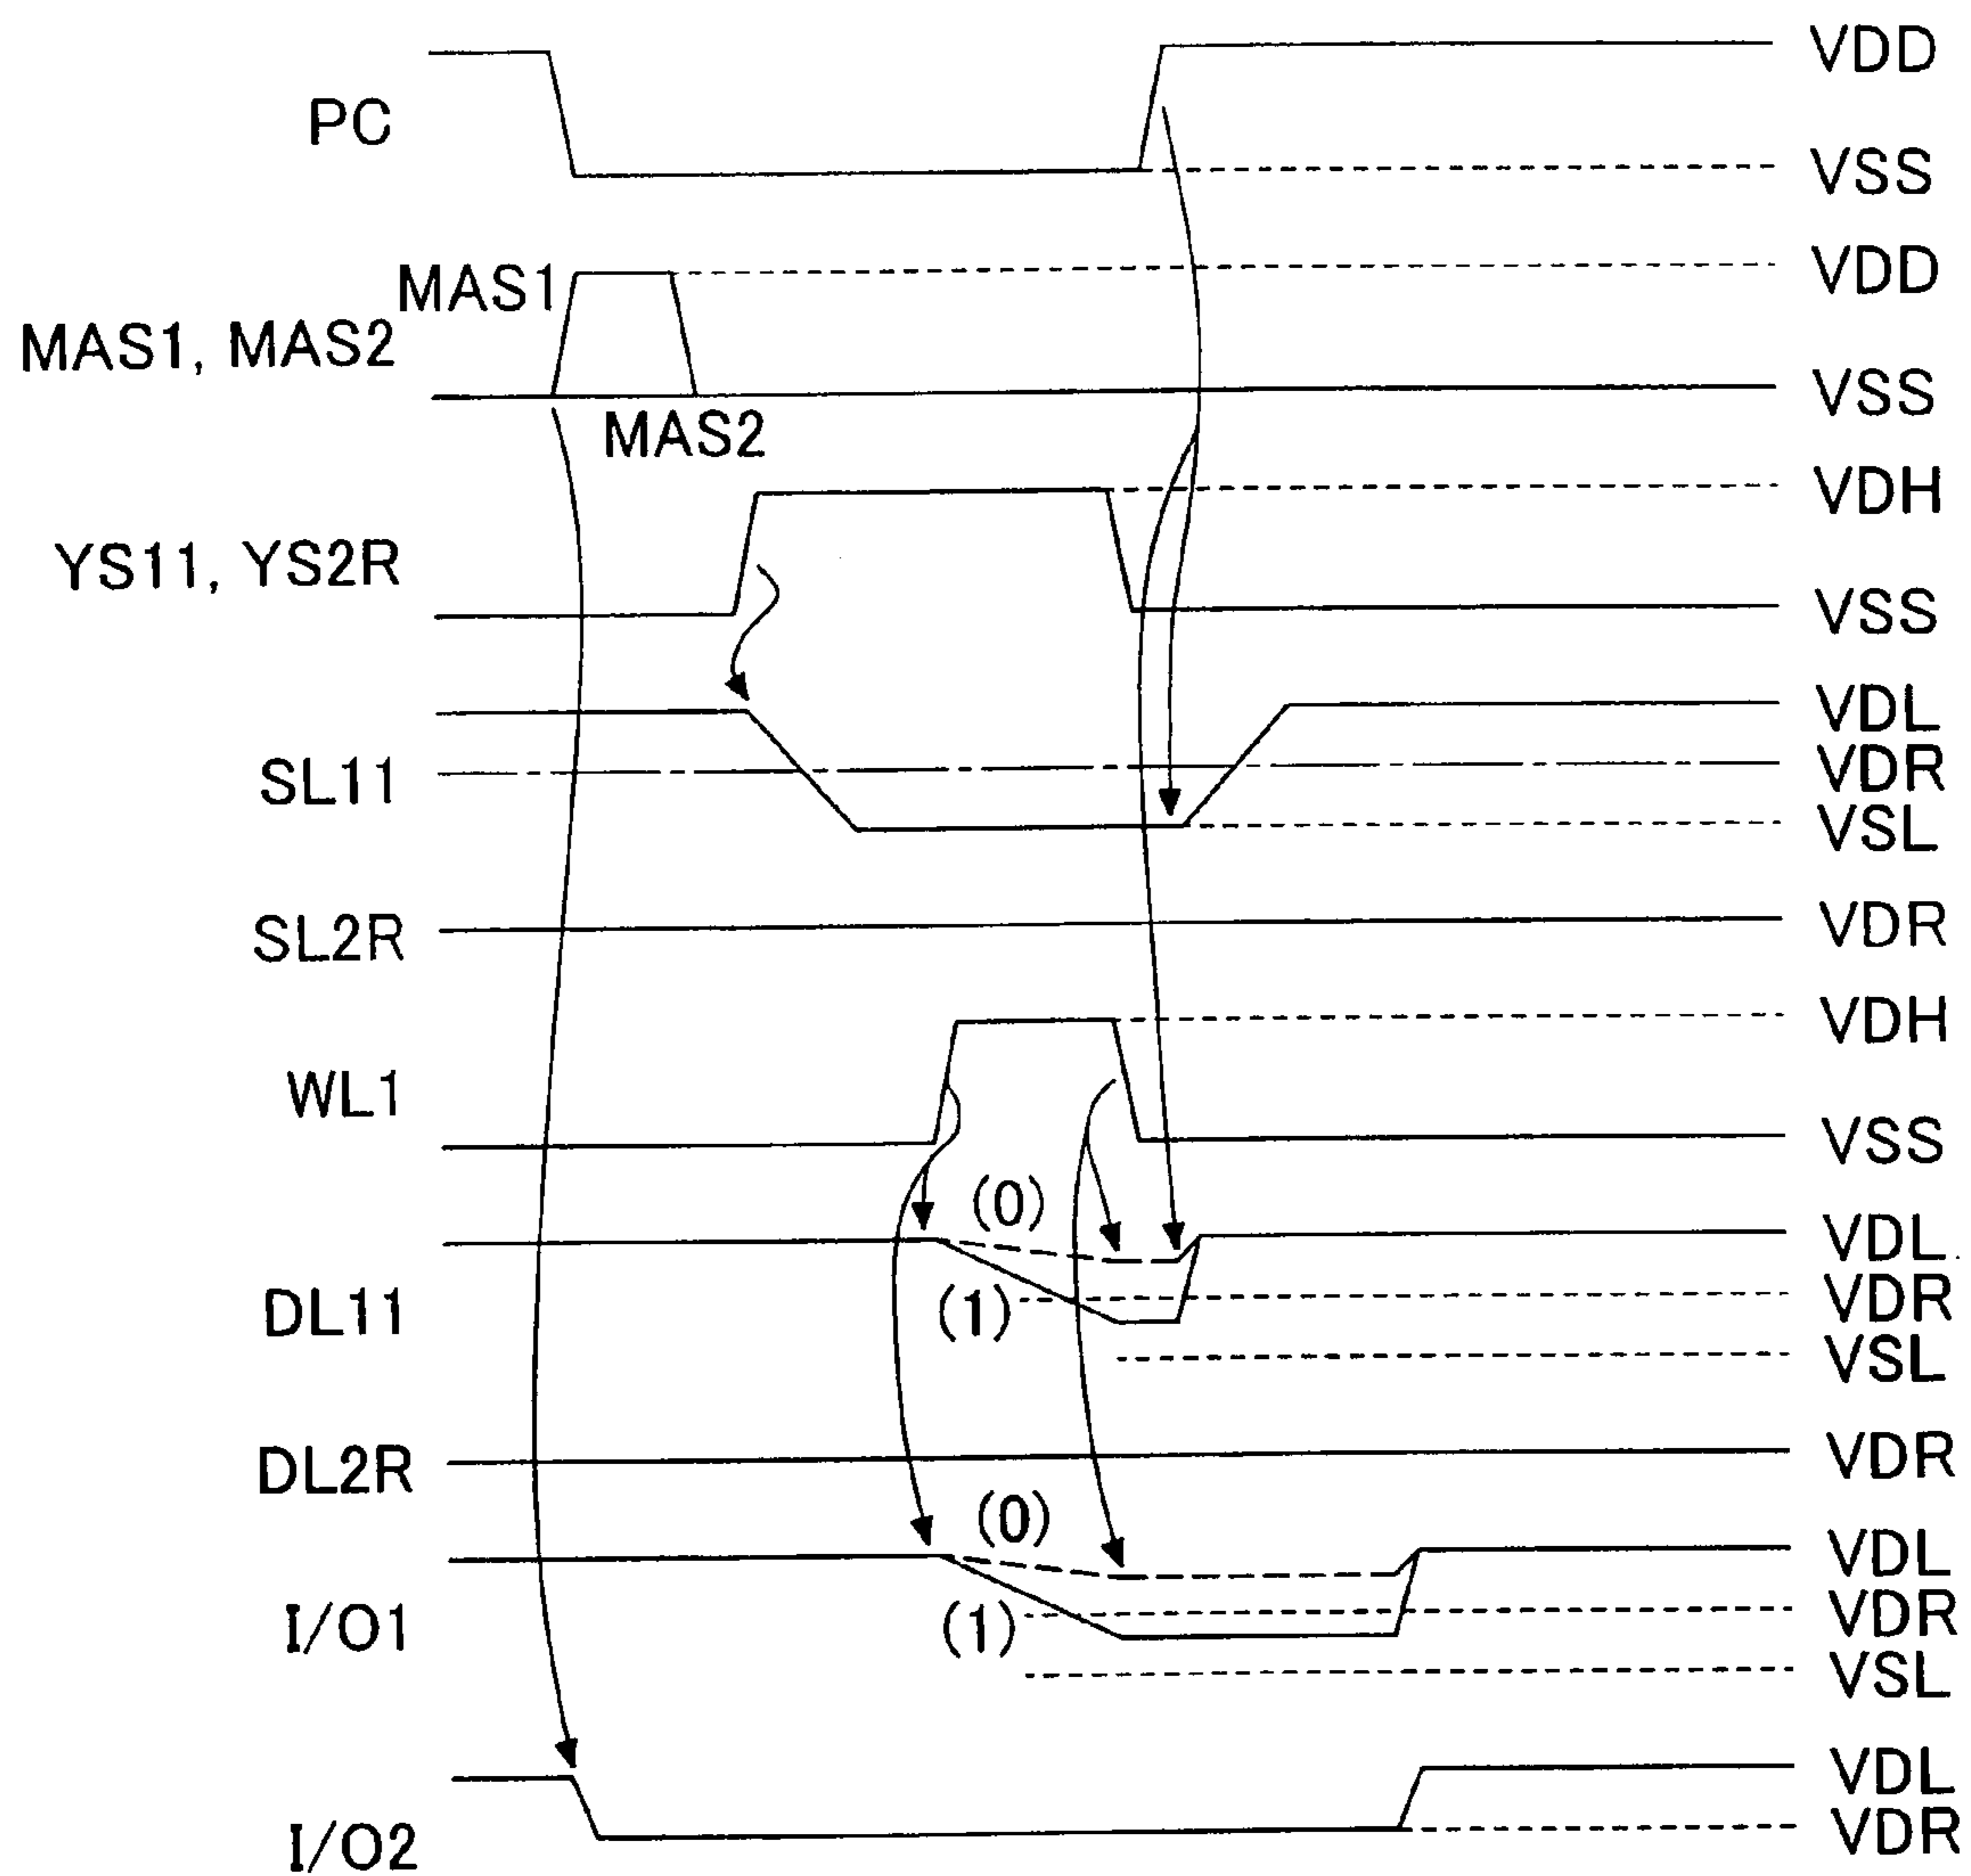 VDD
PC
VSS
MAS1
VDD
MAS1, MAS2
VSS
MAS2
VDH
YS11, YS2R
VSS
VDL
SL11
VDR
VSL
SL2R
VDR
VDH
WL1
VSS
(0)
VDL
DL11
(1)
VDR
VSL
DL2R
VDR
(0)
VDL
I/O1
(1)
VDR
VSL
VDL
I/O2
VDR